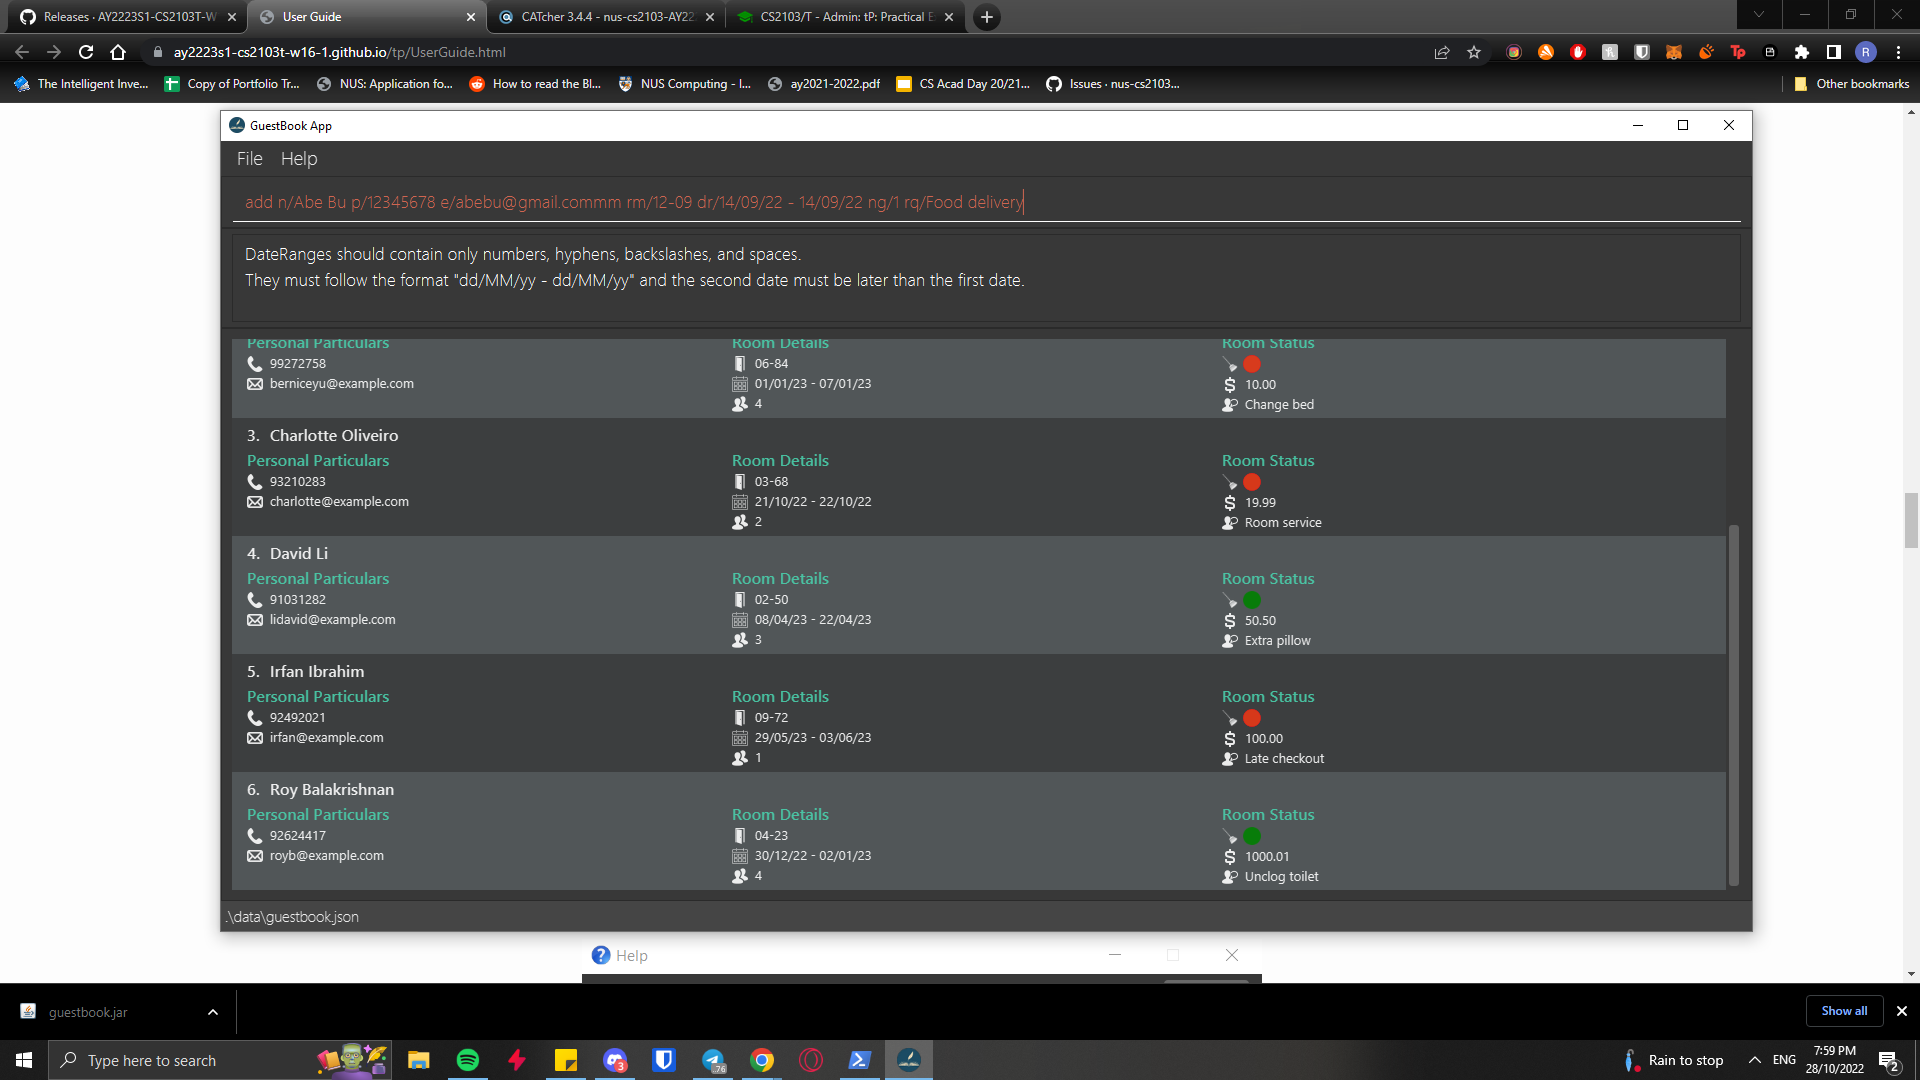 Releases · AY2223S1-CS2103T-W
User Guide
CATcher 3.4.4 - nus-cs2103-AY22
CS2103/T - Admin: tP: Practical E
ay2223s1-cs2103t-w16-1.github.io/tp/UserGuide.html
R
The Intelligent Inve...
Copy of Portfolio Tr...
NUS: Application fo...
How to read the Bl...
NUS Computing - I...
ay2021-2022.pdf
CS Acad Day 20/21...
Issues · nus-cs2103...
Other bookmarks
GuestBook App
File Help
add n/Abe Bu p/12345678 e/abebu@gmail.commm rm/12-09 dr/14/09/22 - 14/09/22 ng/1 rq/Food delivery
DateRanges should contain only numbers, hyphens, backslashes, and spaces.
They must follow the format "dd/MM/yy - dd/MM/yy" and the second date must be later than the first date.
Personal Particulars Room Details Room Status
99272758 06-84
berniceyu@example.com 01/01/23 - 07/01/23 $ 10.00
4 Change bed
3. Charlotte Oliveiro
Personal Particulars Room Details Room Status
93210283 03-68
charlotte@example.com 21/10/22 - 22/10/22 $ 19.99
2 Room service
4. David Li
Personal Particulars Room Details Room Status
91031282 02-50
lidavid@example.com 08/04/23 - 22/04/23 $ 50.50
3 Extra pillow
5. Irfan Ibrahim
Personal Particulars Room Details Room Status
92492021 09-72
irfan@example.com 29/05/23 - 03/06/23 $ 100.00
1 Late checkout
6. Roy Balakrishnan
Personal Particulars Room Details Room Status
92624417 04-23
royb@example.com 30/12/22 - 02/01/23 $ 1000.01
4 Unclog toilet
.\data\guestbook.json
? Help
guestbook.jar
Show all
Type here to search
3
.76
Rain to stop
ENG
7:59 PM
28/10/2022
2